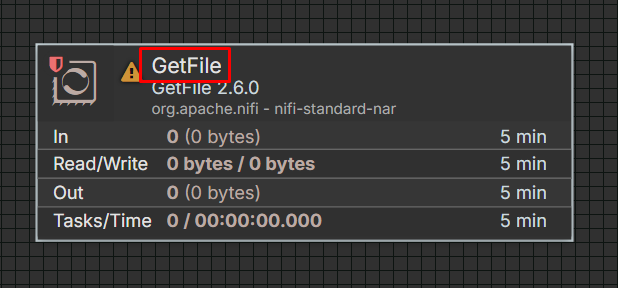 GetFile
GetFile 2.6.0
org.apache.nifi - nifi-standard-nar
In 0 (0 bytes) 5 min
Read/Write 0 bytes / 0 bytes 5 min
Out 0 (0 bytes) 5 min
Tasks/Time 0 / 00:00:00.000 5 min